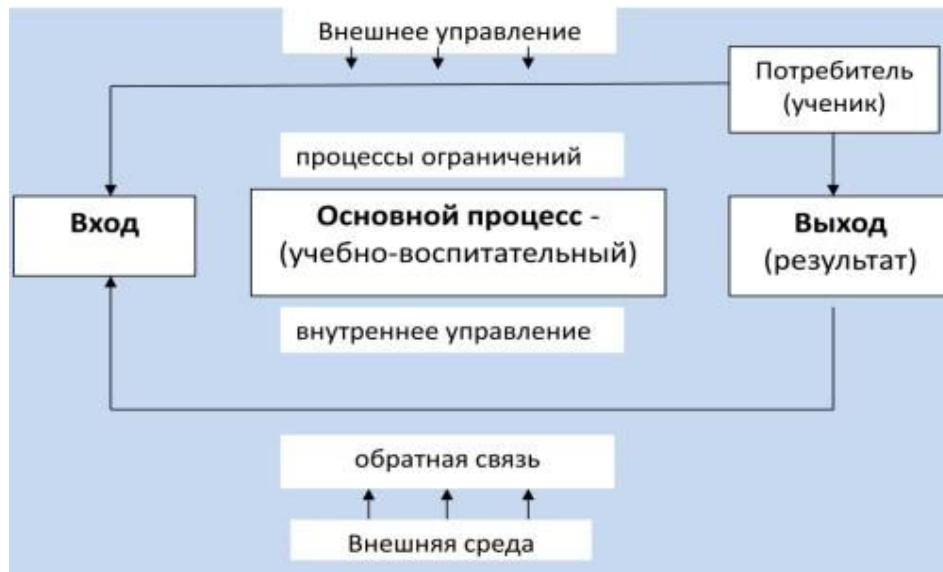 Внешнее управление
Потребитель
(ученик)
процессы ограничений
Вход
Основной процесс -
(учебно-воспитательный)
Выход
(результат)
внутреннее управление
обратная связь
Внешняя среда